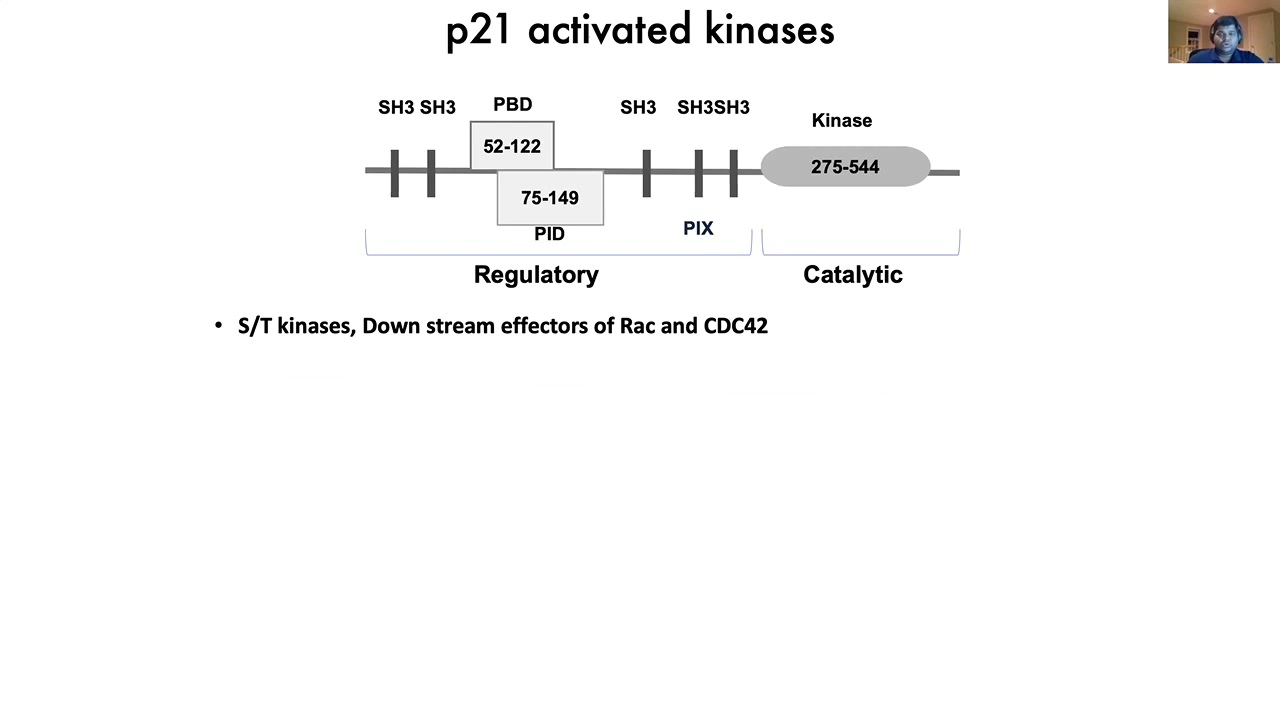 p21 activated kinases
SH3 SH3 PBD SH3 SH3SH3
Kinase
52-122
275-544
75-149
PID PIX
Regulatory Catalytic
• S/T kinases, Down stream effectors of Rac and CDC42